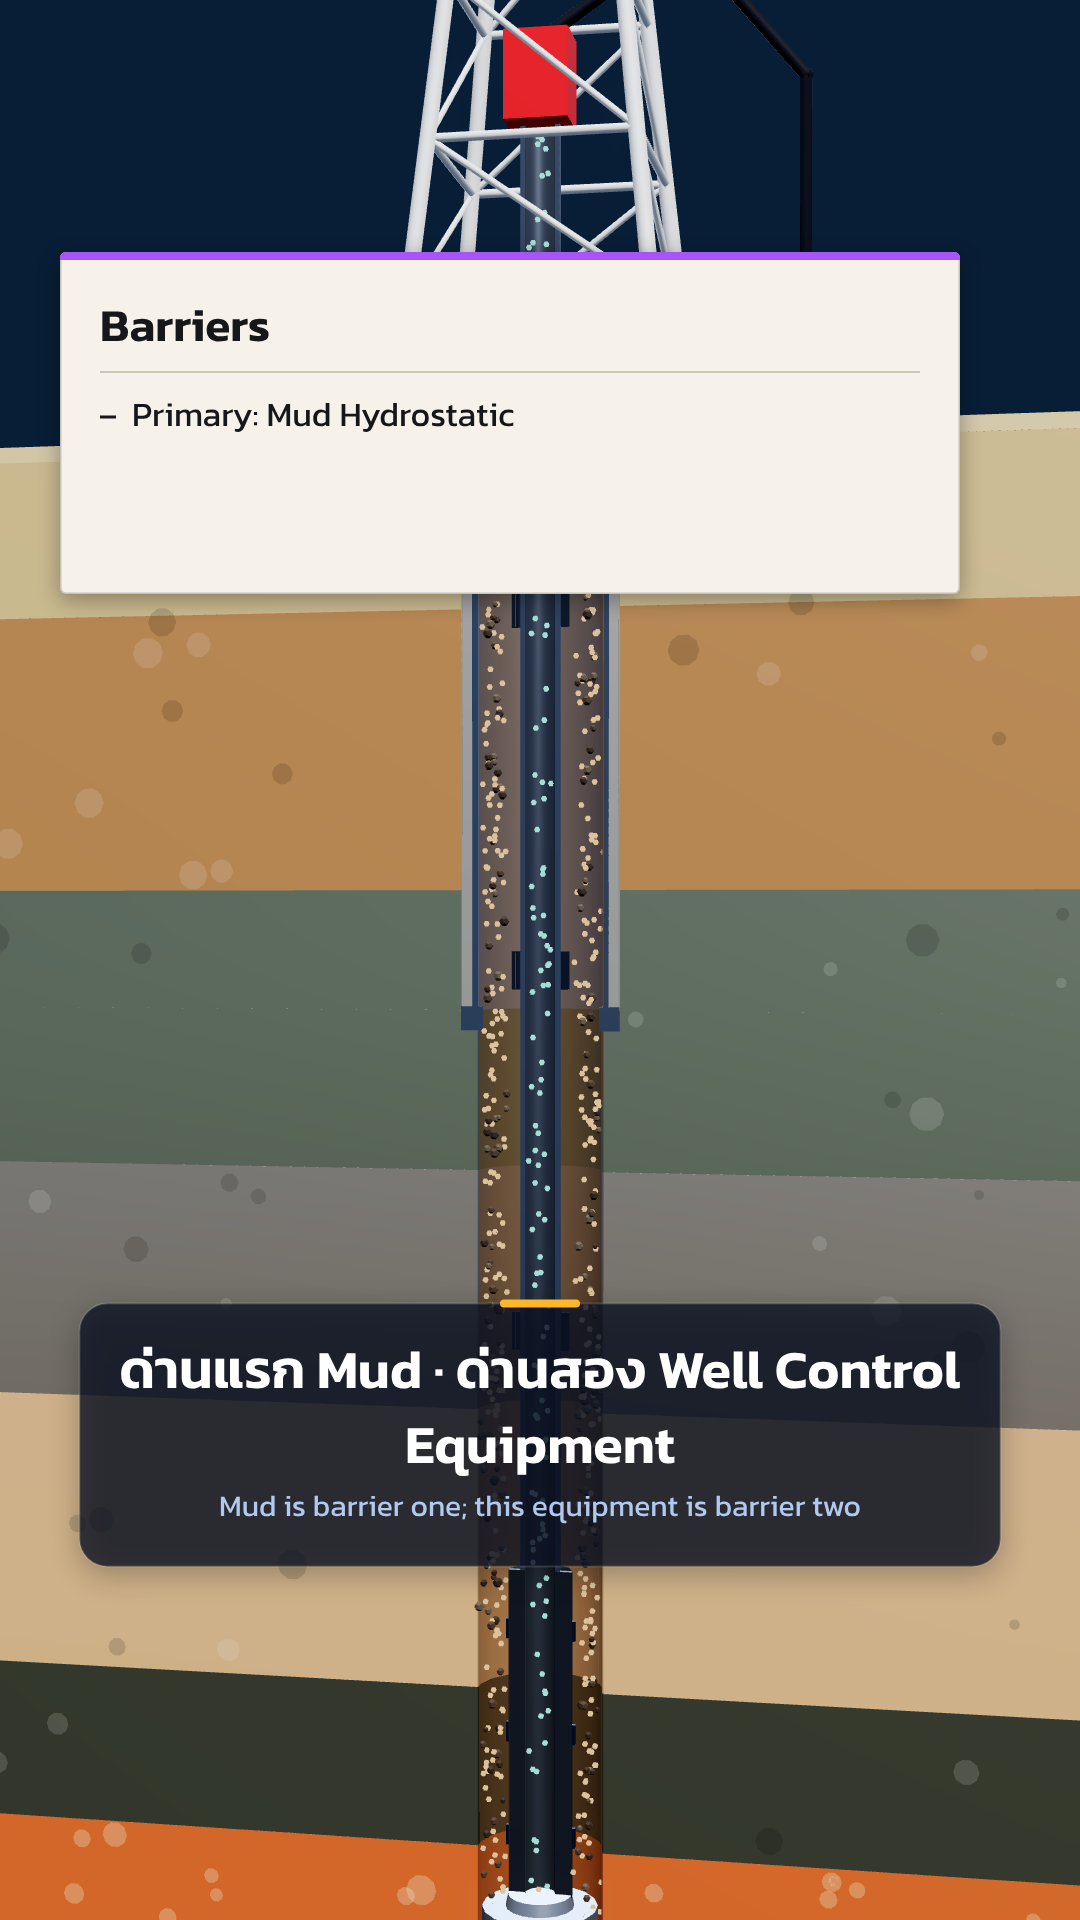 Barriers
– Primary: Mud Hydrostatic
ด่านแรก Mud · ด่านสอง Well Control
Equipment
Mud is barrier one; this equipment is barrier two